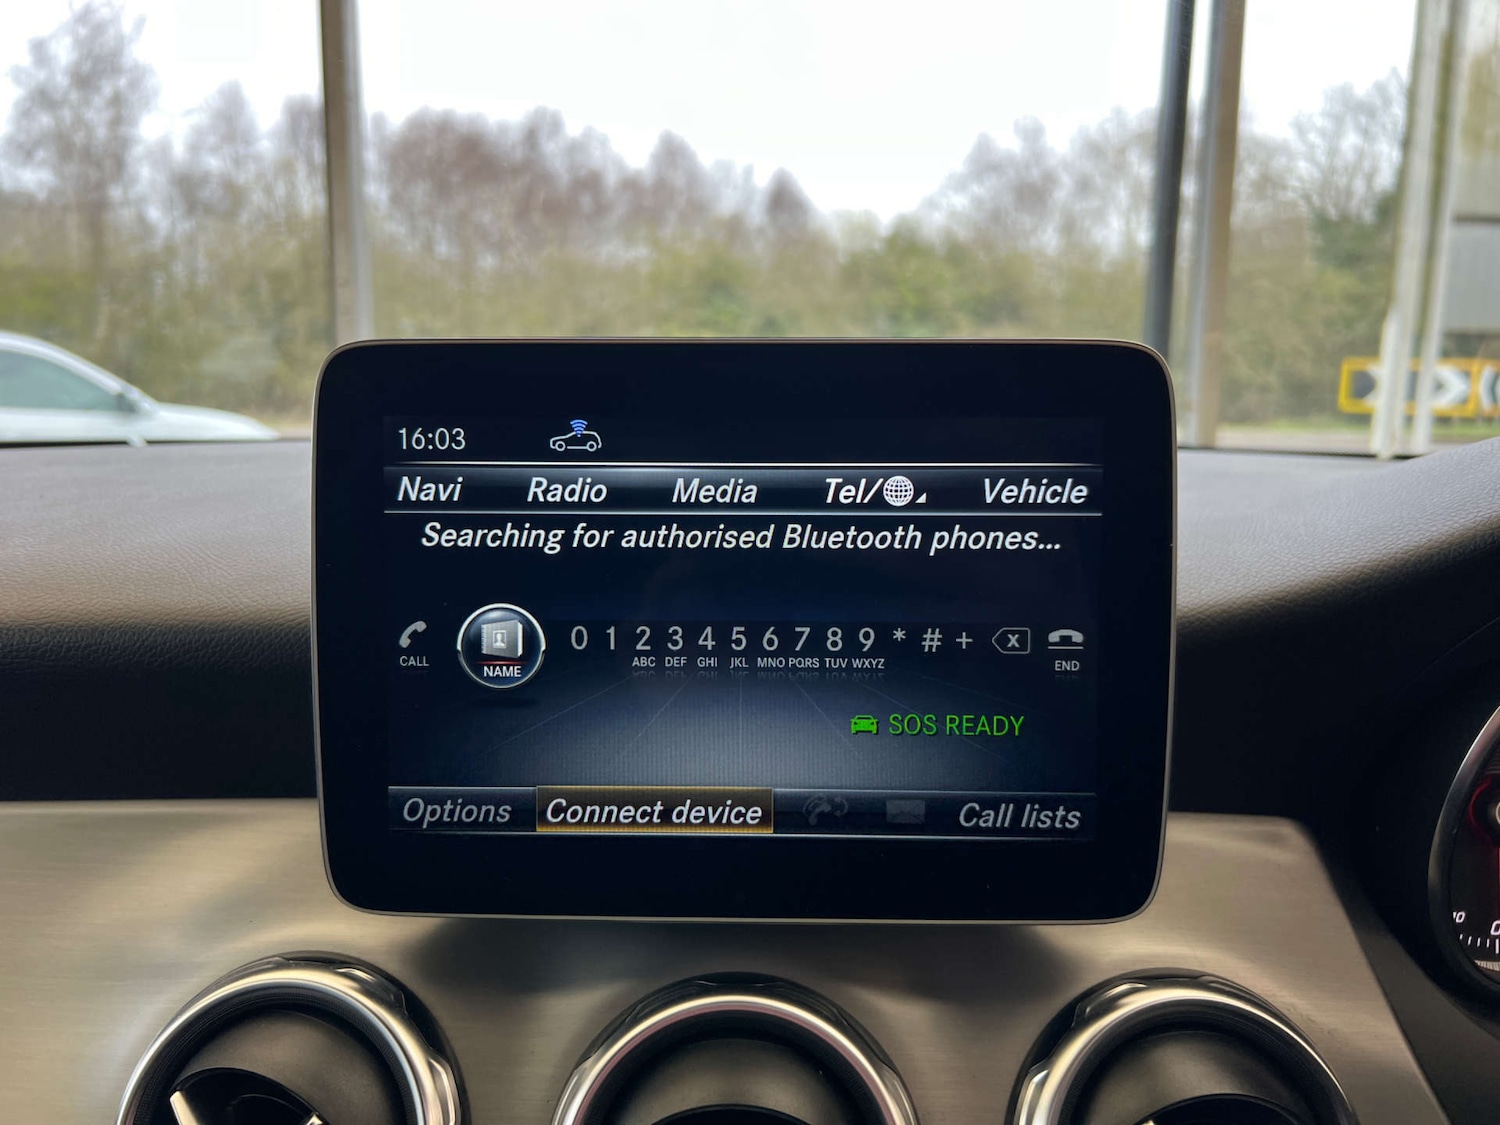 16:03
Navi Radio Media Tel/ Vehicle
Searching for authorised Bluetooth phones...
CALL NAME 0 1 2 3 4 5 6 7 8 9 * # + x END
ABC DEF GHI JKL MNO PQRS TUV WXYZ
SOS READY
Options Connect device Call lists